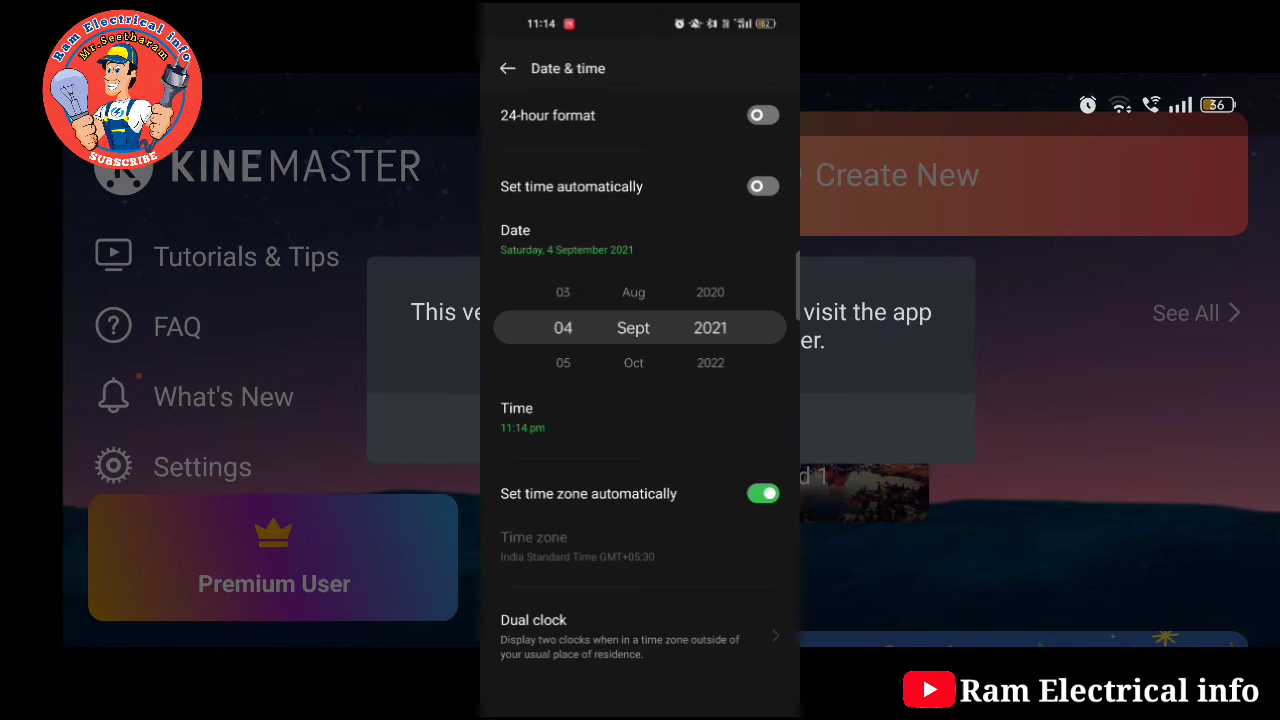 Ram Electrical info
Mr.Seetharam
SUBSCRIBE
KINEMASTER
Tutorials & Tips
FAQ
What's New
Settings
Premium User
11:14
82
Date & time
24-hour format
Set time automatically
Date
Saturday, 4 September 2021
03 Aug 2020
04 Sept 2021
05 Oct 2022
Time
11:14 pm
Set time zone automatically
Time zone
India Standard Time GMT+05:30
Dual clock
Display two clocks when in a time zone outside of
your usual place of residence.
36
Create New
See All
This ve
visit the app
er.
d 1
Ram Electrical info